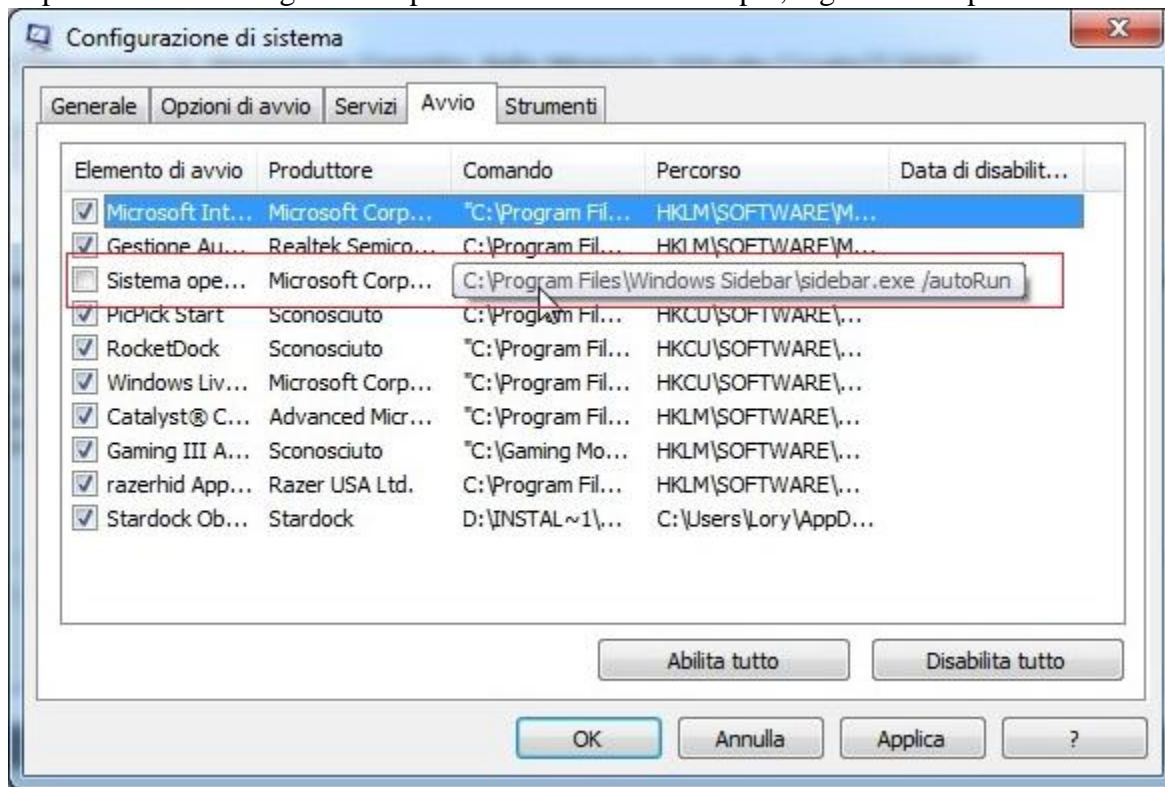 Configurazione di sistema
Generale Opzioni di avvio Servizi Avvio Strumenti
Elemento di avvio Produttore Comando Percorso Data di disabilit...
Microsoft Int... Microsoft Corp... "C:\Program Fil... HKLM\SOFTWARE\M...
Gestione Au... Realtek Semico... C:\Program Fil... HKLM\SOFTWARE\M...
Sistema ope... Microsoft Corp... C:\Program Files\Windows Sidebar\sidebar.exe /autoRun
PicPick Start Sconosciuto C:\Program Fil... HKCU\SOFTWARE\...
RocketDock Sconosciuto "C:\Program Fil... HKCU\SOFTWARE\...
Windows Liv... Microsoft Corp... "C:\Program Fil... HKCU\SOFTWARE\...
Catalyst® C... Advanced Micr... "C:\Program Fil... HKLM\SOFTWARE\...
Gaming III A... Sconosciuto "C:\Gaming Mo... HKLM\SOFTWARE\...
razerhid App... Razer USA Ltd. C:\Program Fil... HKLM\SOFTWARE\...
Stardock Ob... Stardock D:\INSTAL~1\... C:\Users\Lory\AppD...
Abilita tutto Disabilita tutto
OK Annulla Applica ?